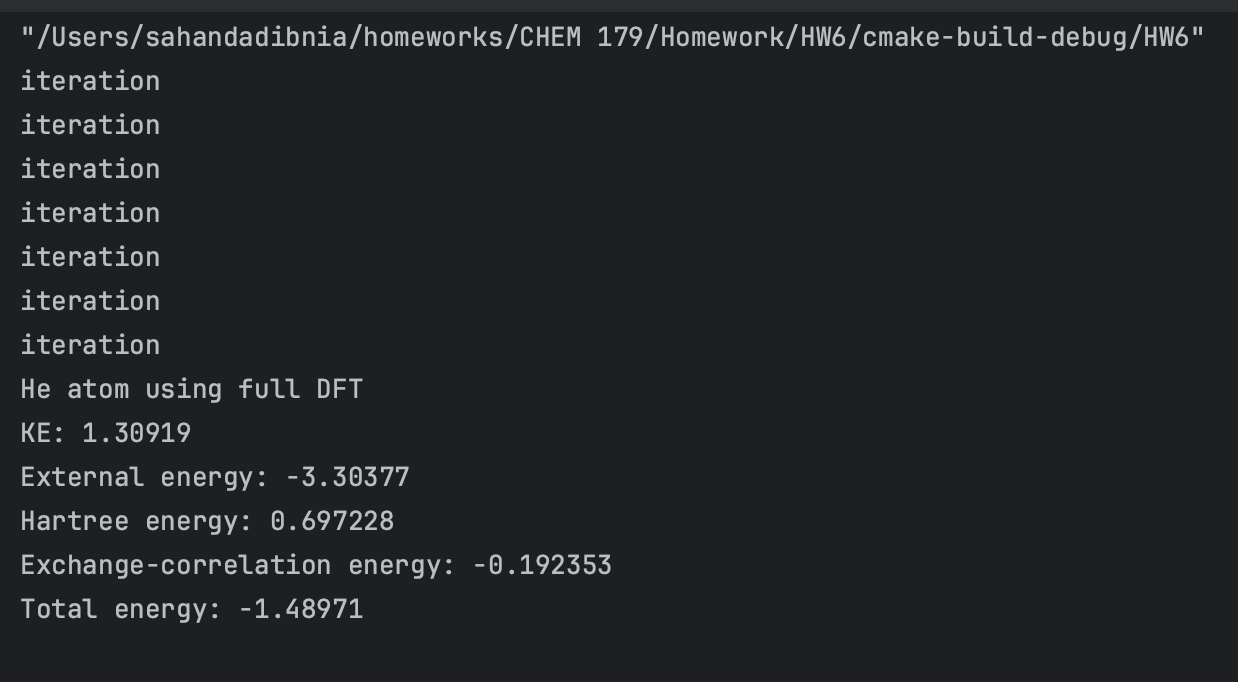 "/Users/sahandadibnia/homeworks/CHEM 179/Homework/HW6/cmake-build-debug/HW6"
iteration
iteration
iteration
iteration
iteration
iteration
iteration
He atom using full DFT
KE: 1.30919
External energy: -3.30377
Hartree energy: 0.697228
Exchange-correlation energy: -0.192353
Total energy: -1.48971